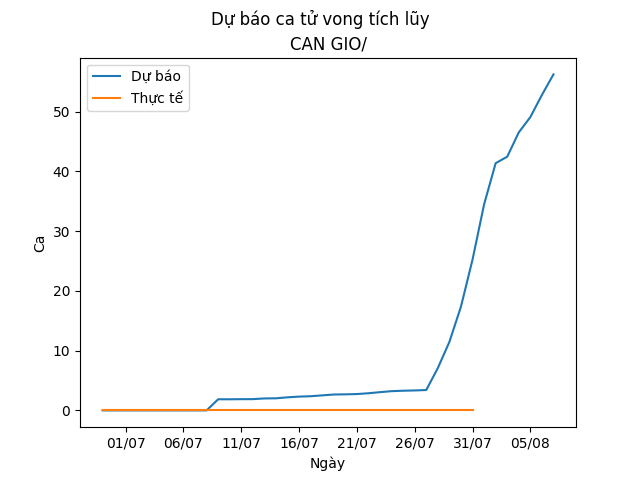 Dự báo ca tử vong tích lũy
CAN GIO/
Dự báo
Thực tế
Ca
50
40
30
20
10
0
01/07 06/07 11/07 16/07 21/07 26/07 31/07 05/08
Ngày